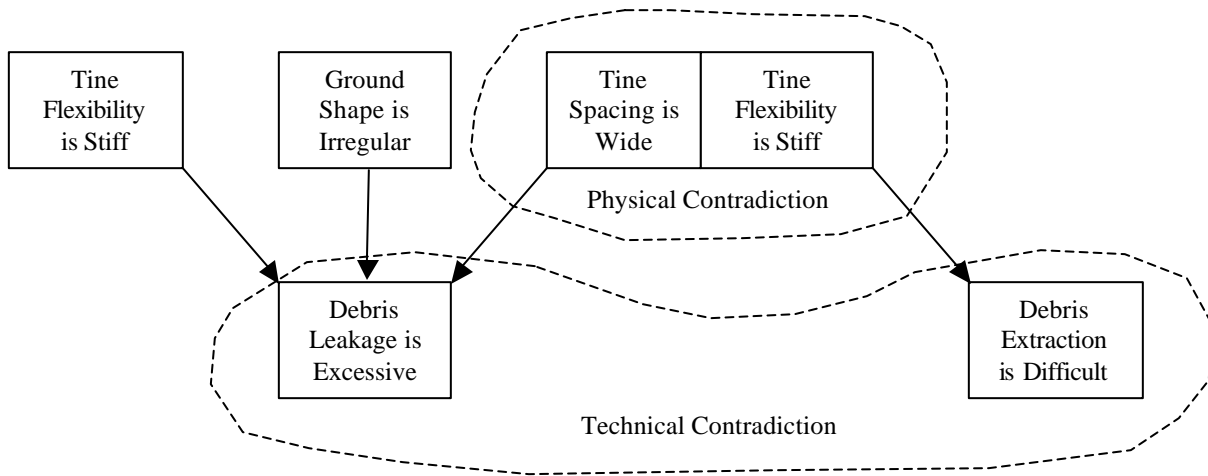 Tine
Flexibility
is Stiff
Ground
Shape is
Irregular
Tine
Spacing is
Wide
Tine
Flexibility
is Stiff
Physical Contradiction
Debris
Leakage is
Excessive
Debris
Extraction
is Difficult
Technical Contradiction